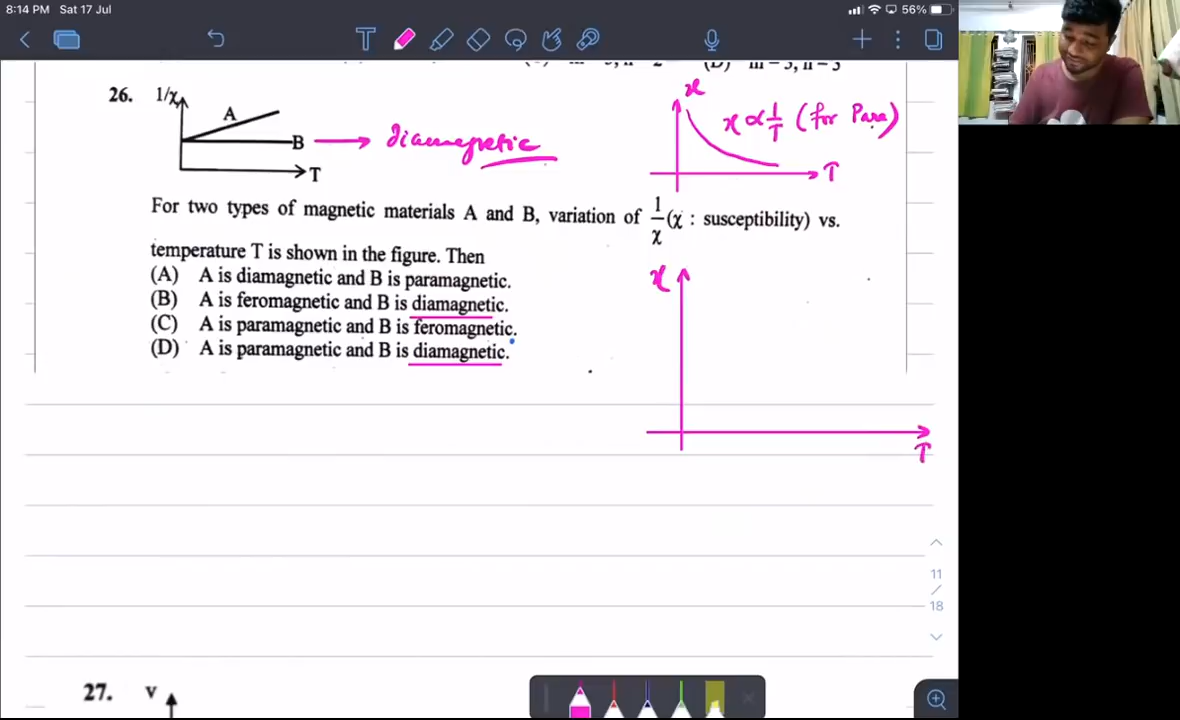 8:14 PM Sat 17 Jul
56%
26. 1/χ
A
B → diamagnetic
T
x
x ∝ 1/T (for Para)
T
For two types of magnetic materials A and B, variation of 1/χ (χ : susceptibility) vs.
temperature T is shown in the figure. Then
(A) A is diamagnetic and B is paramagnetic.
(B) A is feromagnetic and B is diamagnetic.
(C) A is paramagnetic and B is feromagnetic.
(D) A is paramagnetic and B is diamagnetic.
x
T
11
/
18
27. v